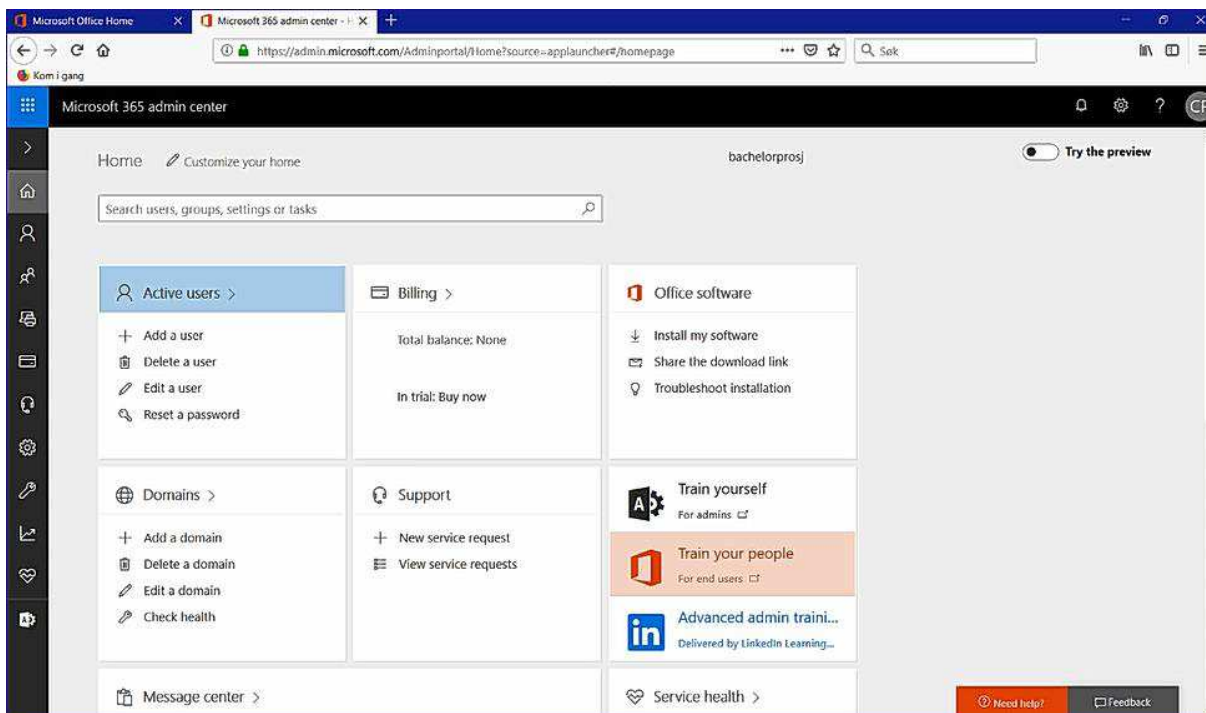 Microsoft Office Home
Microsoft 365 admin center - H
https://admin.microsoft.com/Adminportal/Home?source=applauncher#/homepage
Søk
Kom i gang
Microsoft 365 admin center
CF
Home
Customize your home
bachelorprosj
Try the preview
Search users, groups, settings or tasks
Active users >
Add a user
Delete a user
Edit a user
Reset a password
Billing >
Total balance: None
In trial: Buy now
Office software
Install my software
Share the download link
Troubleshoot installation
Domains >
Add a domain
Delete a domain
Edit a domain
Check health
Support
New service request
View service requests
Train yourself
For admins
Train your people
For end users
Advanced admin traini...
Delivered by LinkedIn Learning...
Message center >
Service health >
Need help?
Feedback